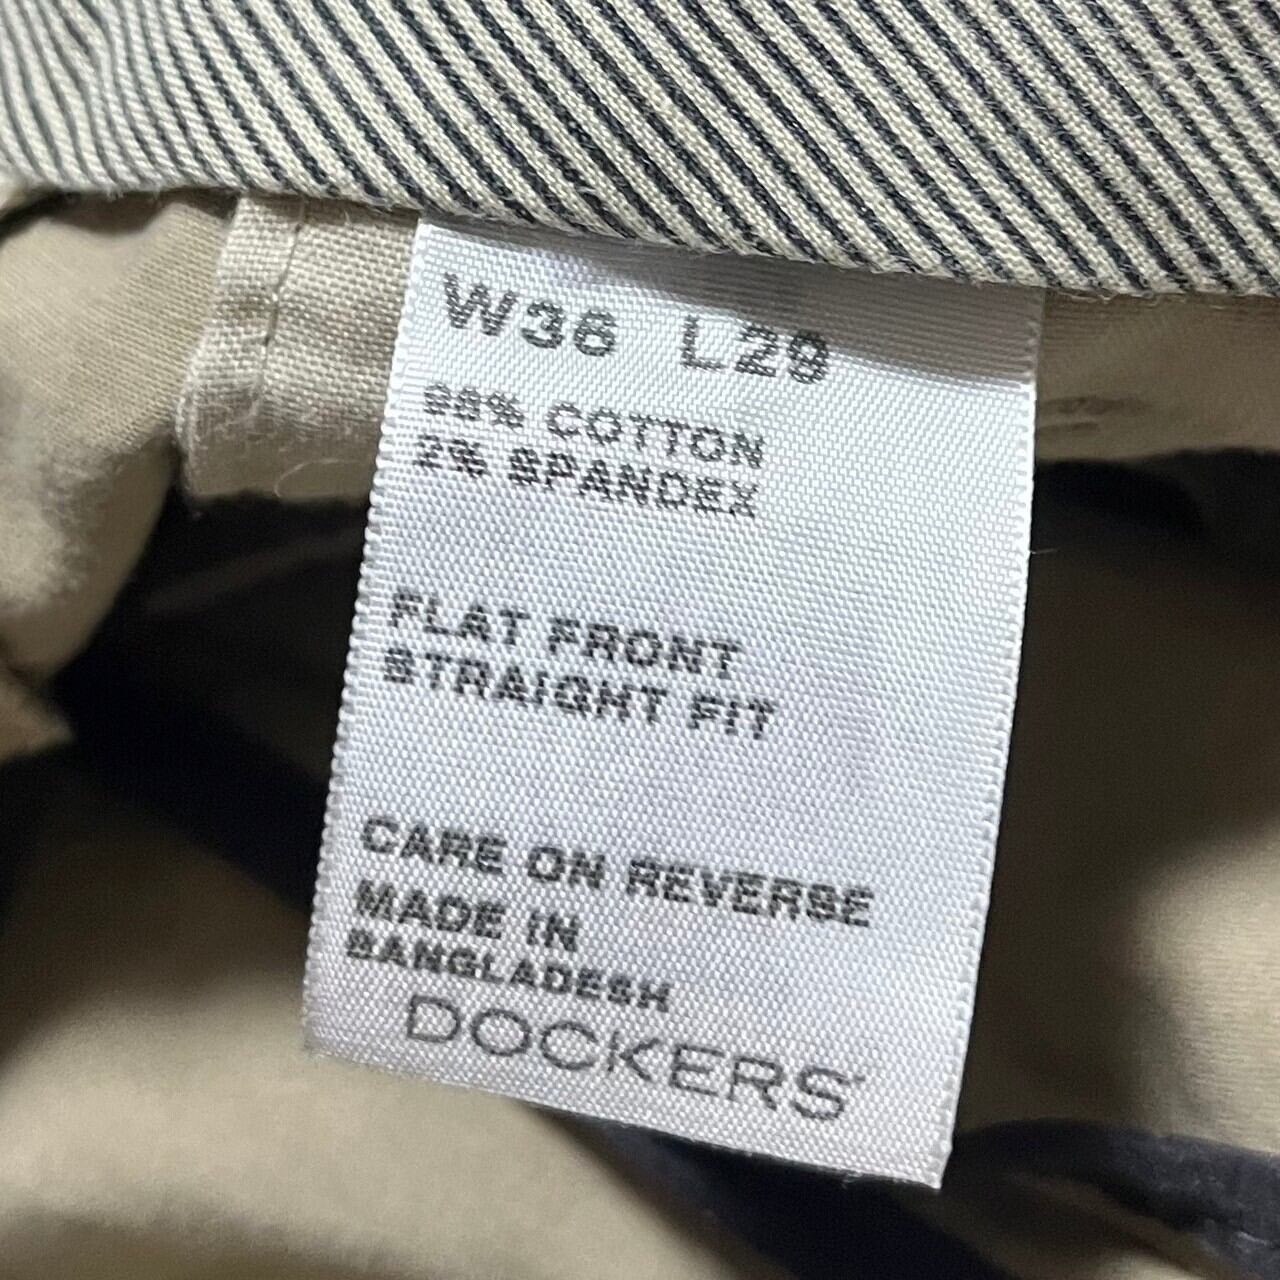 W36 L29
98% COTTON
2% SPANDEX
FLAT FRONT
STRAIGHT FIT
CARE ON REVERSE
MADE IN
BANGLADESH
DOCKERS